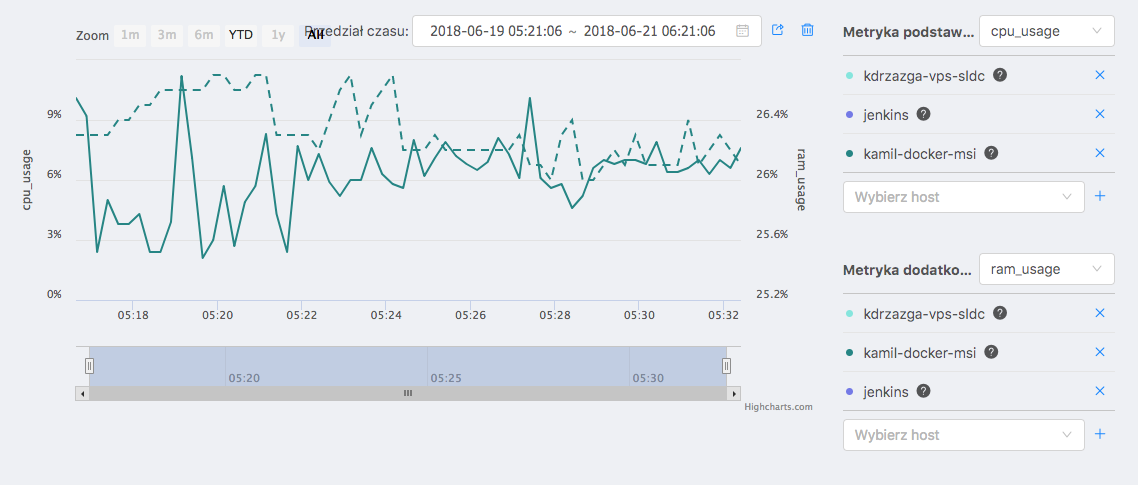 Zoom 1m 3m 6m YTD 1y All Przedział czasu: 2018-06-19 05:21:06 ~ 2018-06-21 06:21:06
cpu_usage
9%
6%
3%
0%
26.4%
26%
25.6%
25.2%
ram_usage
05:18 05:20 05:22 05:24 05:26 05:28 05:30 05:32
05:20 05:25 05:30
Highcharts.com
Metryka podstaw... cpu_usage
kdrzazga-vps-sldc ?
jenkins ?
kamil-docker-msi ?
Wybierz host
Metryka dodatko... ram_usage
kdrzazga-vps-sldc ?
kamil-docker-msi ?
jenkins ?
Wybierz host